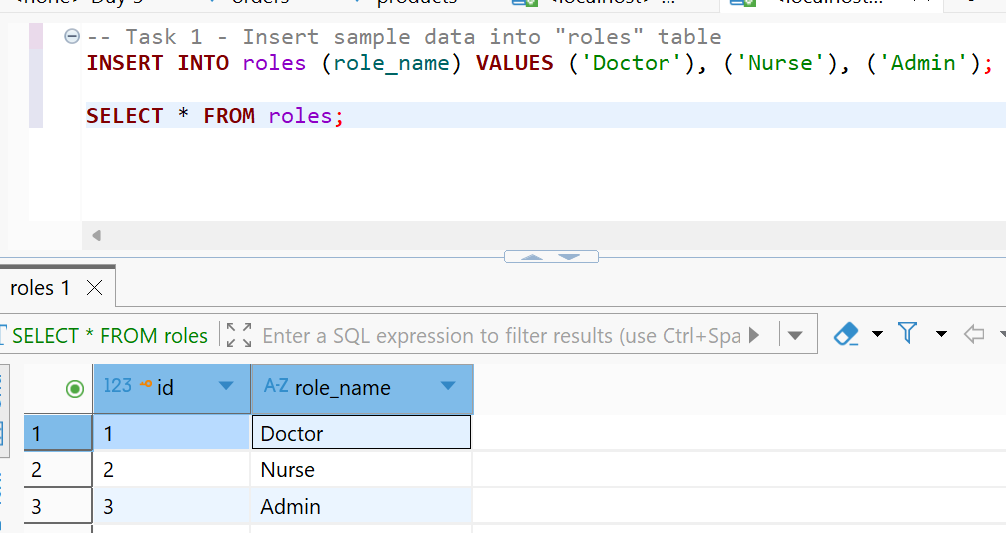 -- Task 1 - Insert sample data into "roles" table
INSERT INTO roles (role_name) VALUES ('Doctor'), ('Nurse'), ('Admin');
SELECT * FROM roles;
roles 1
SELECT * FROM roles
Enter a SQL expression to filter results (use Ctrl+Spa
123 id
A-Z role_name
1 1 Doctor
2 2 Nurse
3 3 Admin